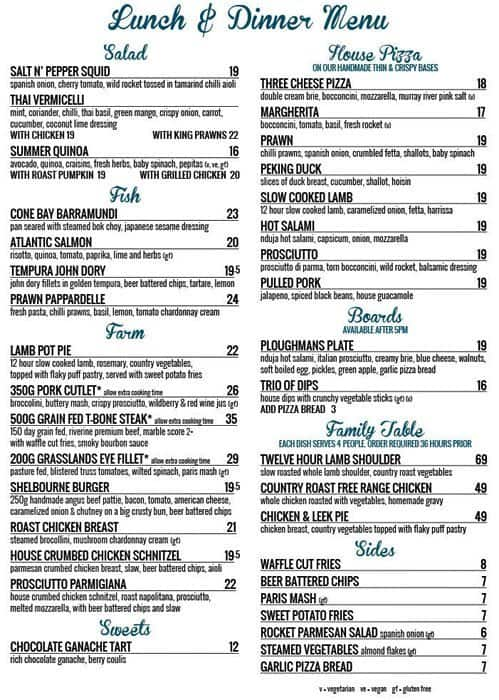 Lunch & Dinner Menu
Salad
SALT N' PEPPER SQUID 19
spanish onion, cherry tomato, wild rocket tossed in tamarind chilli aioli
THAI VERMICELLI
mint, coriander, chilli, thai basil, green mango, crispy onion, carrot,
cucumber, coconut lime dressing
WITH CHICKEN 19 WITH KING PRAWNS 22
SUMMER QUINOA 16
avocado, quinoa, craisins, fresh herbs, baby spinach, pepitas (v, ve, gf)
WITH ROAST PUMPKIN 19 WITH GRILLED CHICKEN 20
Fish
CONE BAY BARRAMUNDI 23
pan seared with steamed bok choy, japanese sesame dressing
ATLANTIC SALMON 20
risotto, quinoa, tomato, paprika, lime and herbs (gf)
TEMPURA JOHN DORY 19.5
john dory fillets in golden tempura, beer battered chips, tartare, lemon
PRAWN PAPPARDELLE 24
fresh pasta, chilli prawns, basil, lemon, tomato chardonnay cream
Farm
LAMB POT PIE 22
12 hour slow cooked lamb, rosemary, country vegetables,
topped with flaky puff pastry, served with sweet potato fries
350G PORK CUTLET* allow extra cooking time 26
broccolini, buttery mash, crispy prosciutto, wildberry & red wine jus (gf)
500G GRAIN FED T-BONE STEAK* allow extra cooking time 35
150 day grain fed, riverine premium beef, marble score 2+
with waffle cut fries, smoky bourbon sauce
200G GRASSLANDS EYE FILLET* allow extra cooking time 29
pasture fed, blistered truss tomatoes, wilted spinach, paris mash (gf)
SHELBOURNE BURGER 19.5
250g handmade angus beef pattie, bacon, tomato, american cheese,
caramelized onion & chutney on a big crusty bun, beer battered chips
ROAST CHICKEN BREAST 21
steamed brocollini, mushroom chardonnay cream (gf)
HOUSE CRUMBED CHICKEN SCHNITZEL 19.5
parmesan crumbed chicken breast, slaw, beer battered chips, aioli
PROSCIUTTO PARMIGIANA 22
house crumbed chicken schnitzel, roast napolitana, prosciutto,
melted mozzarella, with beer battered chips and slaw
Sweets
CHOCOLATE GANACHE TART 12
rich chocolate ganache, berry coulis
House Pizza
ON OUR HANDMADE THIN & CRISPY BASES
THREE CHEESE PIZZA 18
double cream brie, bocconcini, mozzarella, murray river pink salt (v)
MARGHERITA 17
bocconcini, tomato, basil, fresh rocket (v)
PRAWN 19
chilli prawns, spanish onion, crumbled fetta, shallots, baby spinach
PEKING DUCK 19
slices of duck breast, cucumber, shallot, hoisin
SLOW COOKED LAMB 19
12 hour slow cooked lamb, caramelized onion, fetta, harrissa
HOT SALAMI 19
nduja hot salami, capsicum, onion, mozzarella
PROSCIUTTO 19
prosciutto di parma, torn bocconcini, wild rocket, balsamic dressing
PULLED PORK 19
jalapeno, spiced black beans, house guacamole
Boards
AVAILABLE AFTER 5PM
PLOUGHMANS PLATE 19
nduja hot salami, italian prosciutto, creamy brie, blue cheese, walnuts,
soft boiled egg, pickles, green apple, garlic pizza bread
TRIO OF DIPS 16
house dips with crunchy vegetable sticks (gf) (v)
ADD PIZZA BREAD 3
Family Table
EACH DISH SERVES 4 PEOPLE, ORDER REQUIRED 36 HOURS PRIOR
TWELVE HOUR LAMB SHOULDER 69
slow roasted whole lamb shoulder, country roast vegetables
COUNTRY ROAST FREE RANGE CHICKEN 49
whole chicken roasted with vegetables, homemade gravy
CHICKEN & LEEK PIE 49
chicken breast, country vegetables topped with flaky puff pastry
Sides
WAFFLE CUT FRIES 8
BEER BATTERED CHIPS 7
PARIS MASH (gf) 7
SWEET POTATO FRIES 7
ROCKET PARMESAN SALAD spanish onion (gf) 6
STEAMED VEGETABLES almond flakes (gf) 7
GARLIC PIZZA BREAD 7
v = vegetarian ve = vegan gf = gluten free